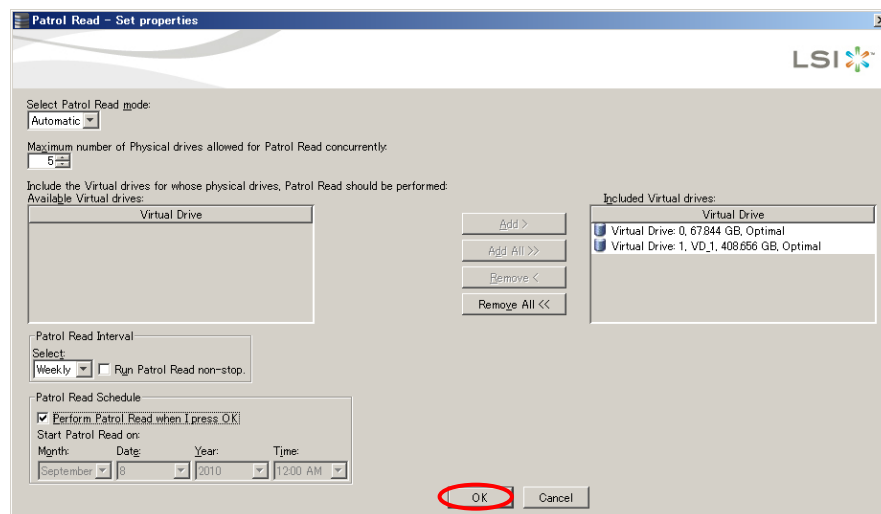 Patrol Read - Set properties
LSI
Select Patrol Read mode:
Automatic
Maximum number of Physical drives allowed for Patrol Read concurrently:
5
Include the Virtual drives for whose physical drives, Patrol Read should be performed:
Available Virtual drives:
Virtual Drive
Add >
Add All >>
Remove <
Remove All <<
Included Virtual drives:
Virtual Drive
Virtual Drive: 0, 67.844 GB, Optimal
Virtual Drive: 1, VD_1, 408.656 GB, Optimal
Patrol Read Interval
Select:
Weekly
Run Patrol Read non-stop.
Patrol Read Schedule
Perform Patrol Read when I press OK
Start Patrol Read on:
Month: Date: Year: Time:
September 8 2010 12:00 AM
OK Cancel